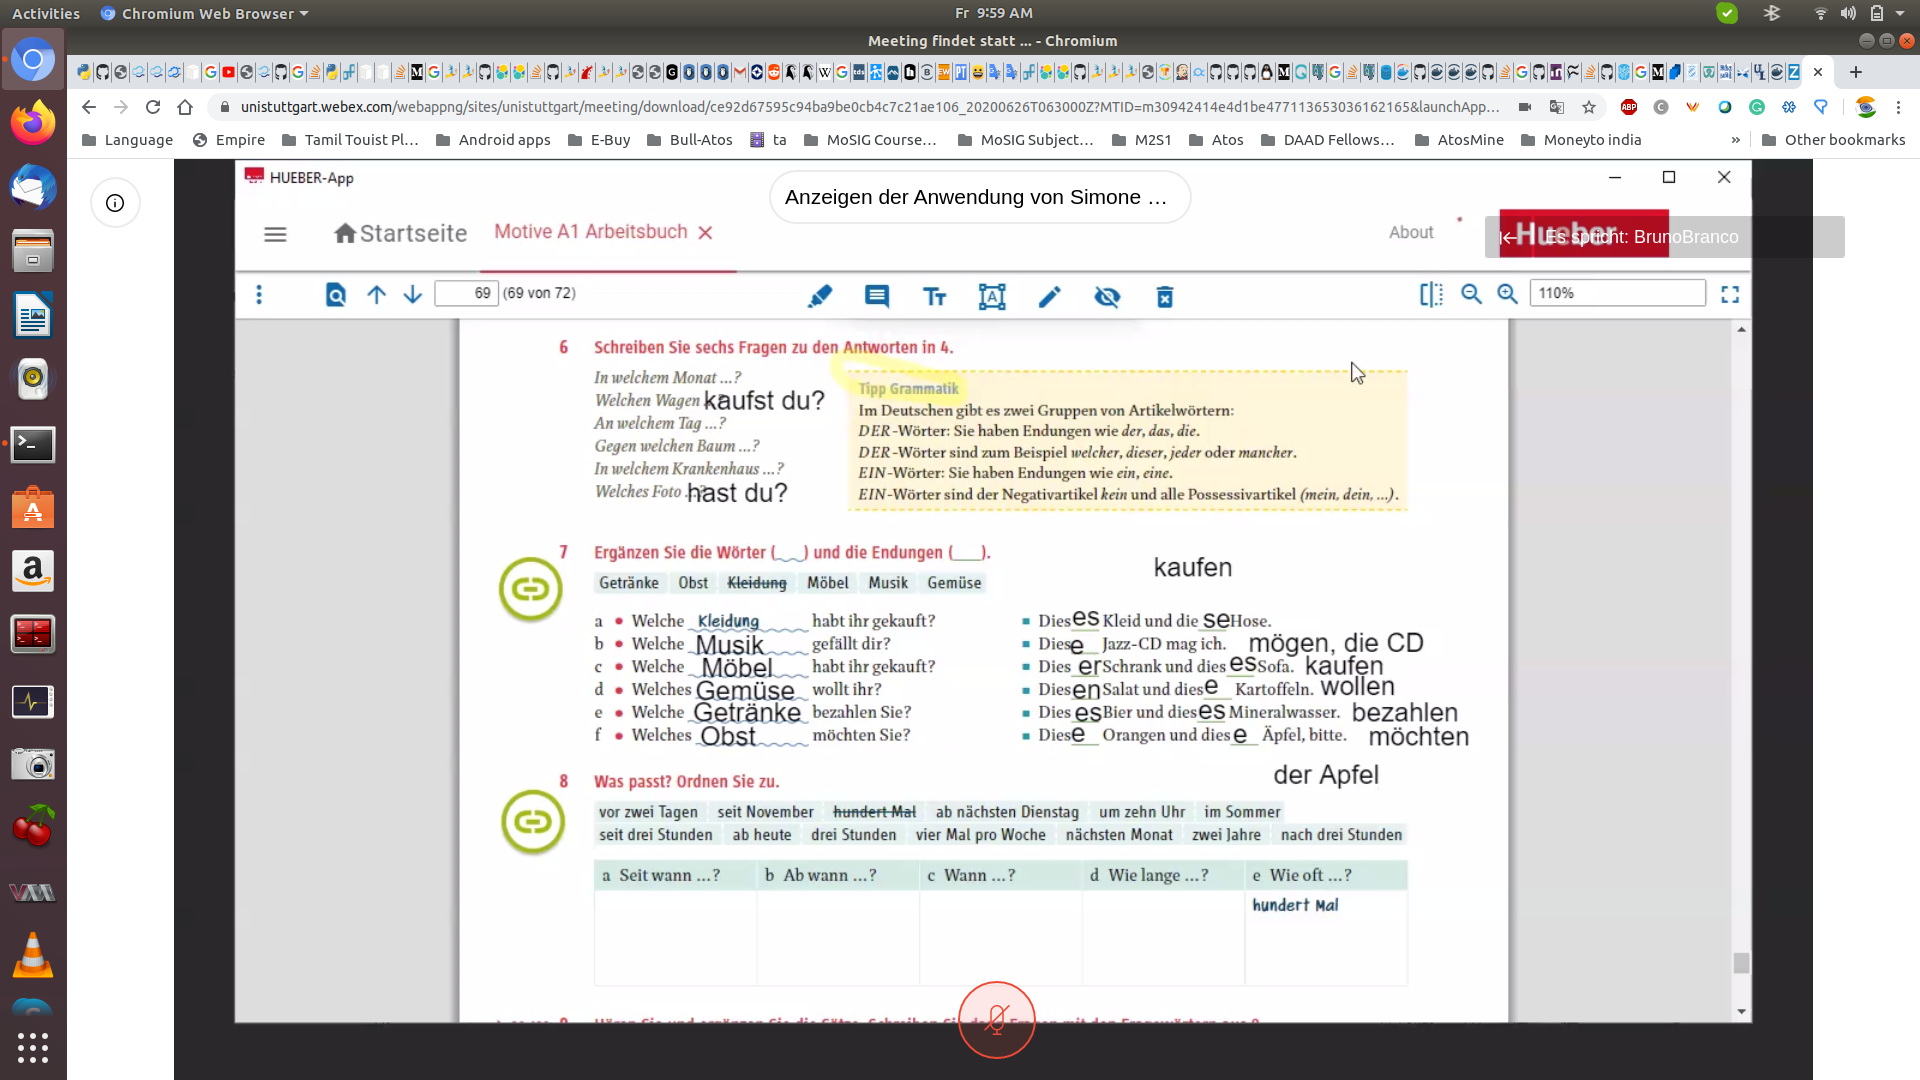 Activities Chromium Web Browser Fr 9:59 AM
Meeting findet statt ... - Chromium
unistuttgart.webex.com/webappng/sites/unistuttgart/meeting/download/ce92d67595c94ba9be0cb4c7c21ae106_20200626T063000Z?MTID=m30942414e4d1be477113653036162165&launchApp...
Language Empire Tamil Touist Pl... Android apps E-Buy Bull-Atos ta MoSIG Course... MoSIG Subject... M2S1 Atos DAAD Fellows... AtosMine Moneyto india » Other bookmarks
HUEBER-App
Anzeigen der Anwendung von Simone ...
Startseite Motive A1 Arbeitsbuch About Hueber
Es spricht: BrunoBranco
69 (69 von 72) 110%
6 Schreiben Sie sechs Fragen zu den Antworten in 4.
In welchem Monat ...?
Welchen Wagen kaufst du?
An welchem Tag ...?
Gegen welchen Baum ...?
In welchem Krankenhaus ...?
Welches Foto ...? hast du?
Tipp Grammatik
Im Deutschen gibt es zwei Gruppen von Artikelwörtern:
DER-Wörter: Sie haben Endungen wie der, das, die.
DER-Wörter sind zum Beispiel welcher, dieser, jeder oder mancher.
EIN-Wörter: Sie haben Endungen wie ein, eine.
EIN-Wörter sind der Negativartikel kein und alle Possessivartikel (mein, dein, ...).
7 Ergänzen Sie die Wörter (___) und die Endungen (___).
kaufen
Getränke Obst Kleidung Möbel Musik Gemüse
a • Welche Kleidung habt ihr gekauft? ▪ Dieses Kleid und die se Hose.
b • Welche Musik gefällt dir? ▪ Diese Jazz-CD mag ich. mögen, die CD
c • Welche Möbel habt ihr gekauft? ▪ Dies er Schrank und dies es Sofa. kaufen
d • Welches Gemüse wollt ihr? ▪ Dies en Salat und dies e Kartoffeln. wollen
e • Welche Getränke bezahlen Sie? ▪ Dies es Bier und dies es Mineralwasser. bezahlen
f • Welches Obst möchten Sie? ▪ Dies e Orangen und dies e Äpfel, bitte. möchten
der Apfel
8 Was passt? Ordnen Sie zu.
vor zwei Tagen seit November hundert Mal ab nächsten Dienstag um zehn Uhr im Sommer
seit drei Stunden ab heute drei Stunden vier Mal pro Woche nächsten Monat zwei Jahre nach drei Stunden
a Seit wann ...? b Ab wann ...? c Wann ...? d Wie lange ...? e Wie oft ...?
hundert Mal